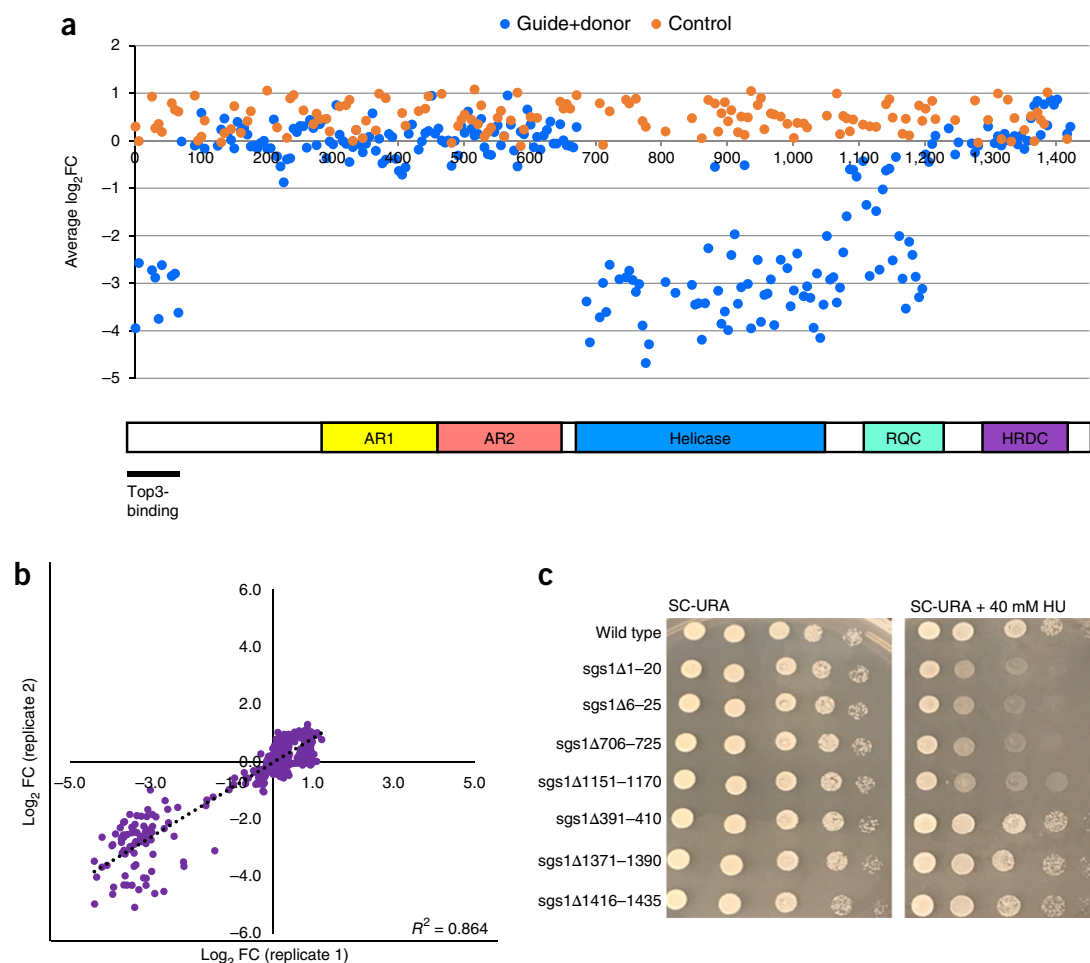 a
Guide+donor Control
2
1
0
–1
–2
–3
–4
–5
Average log2FC
0 100 200 300 400 500 600 700 800 900 1,000 1,100 1,200 1,300 1,400
AR1 AR2 Helicase RQC HRDC
Top3-
binding
b
6.0
4.0
2.0
0.0
–2.0
–4.0
–6.0
–5.0 –3.0 –1.0 1.0 3.0 5.0
Log2 FC (replicate 2)
R2 = 0.864
Log2 FC (replicate 1)
c
SC-URA SC-URA + 40 mM HU
Wild type
sgs1Δ1–20
sgs1Δ6–25
sgs1Δ706–725
sgs1Δ1151–1170
sgs1Δ391–410
sgs1Δ1371–1390
sgs1Δ1416–1435